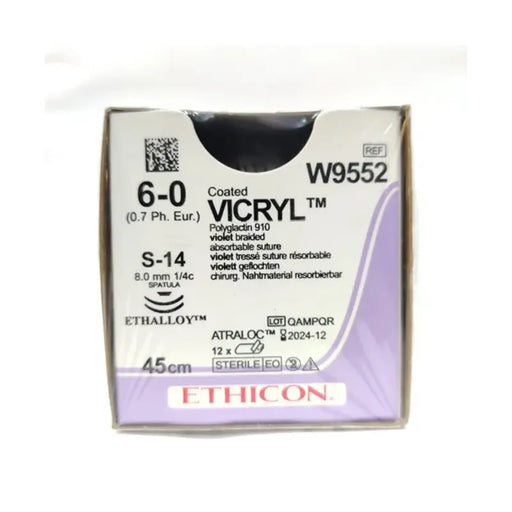 REF
W9552
6-0
(0.7 Ph. Eur.)
Coated
VICRYL™
Polyglactin 910
violet braided
absorbable suture
violet tressé suture résorbable
violett geflochten
chirurg. Nahtmaterial resorbierbar
S-14
8.0 mm 1/4c
SPATULA
ETHALLOY™
45cm
LOT QAMPQR
ATRALOC™ 2024-12
12 x
STERILE EO
ETHICON